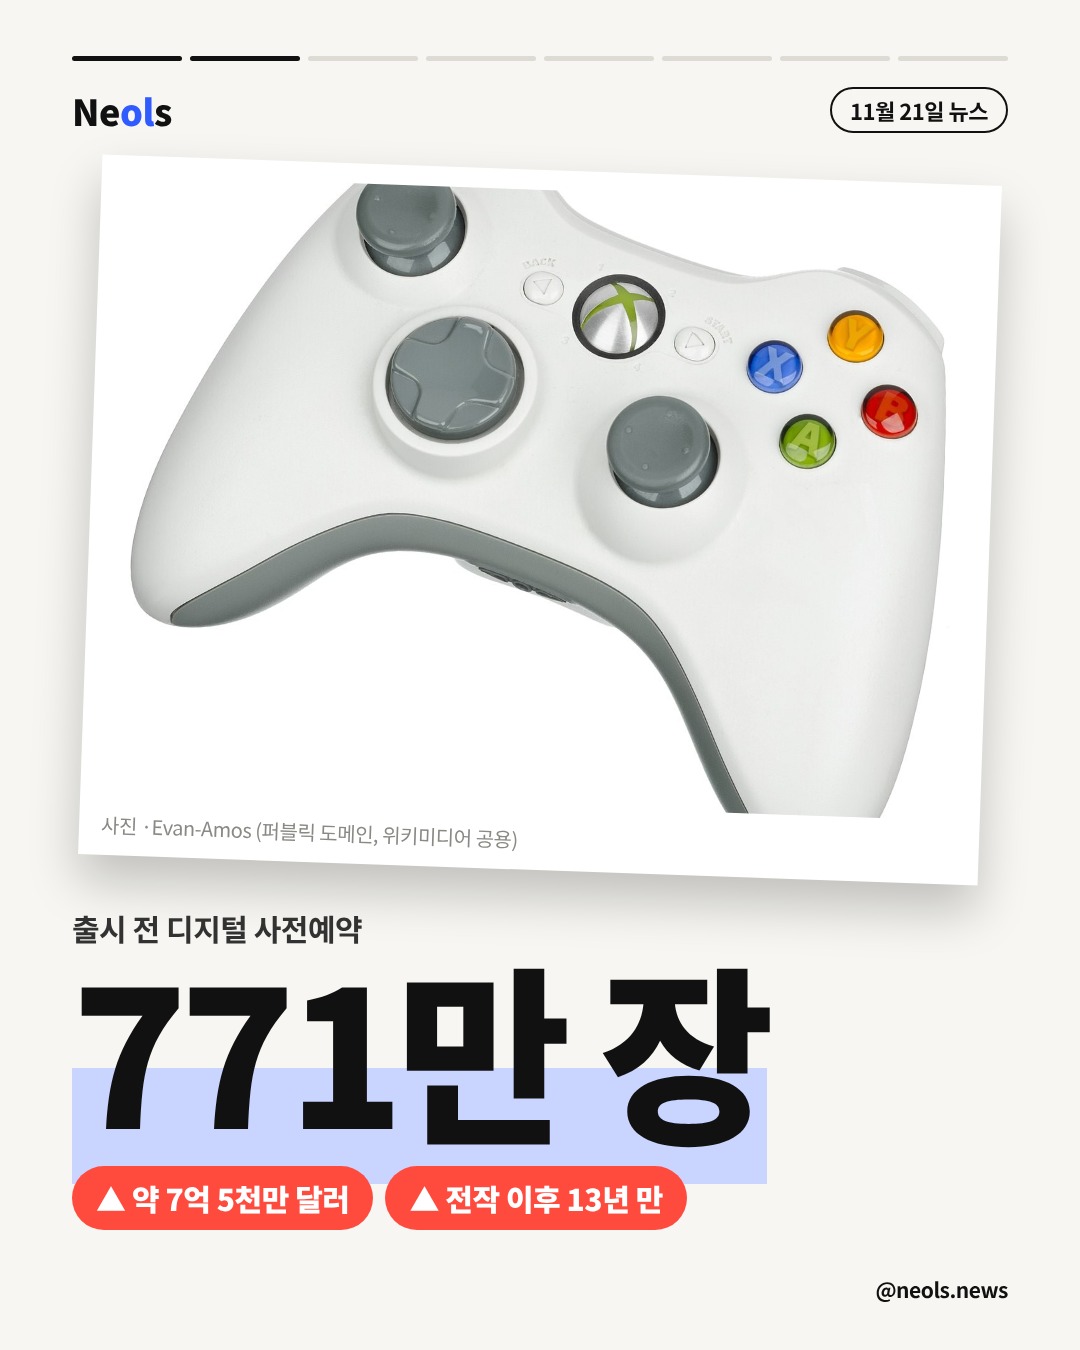 Neols
11월 21일 뉴스
BACK
START
X
Y
B
A
사진 · Evan-Amos (퍼블릭 도메인, 위키미디어 공용)
출시 전 디지털 사전예약
771만 장
▲ 약 7억 5천만 달러
▲ 전작 이후 13년 만
@neols.news